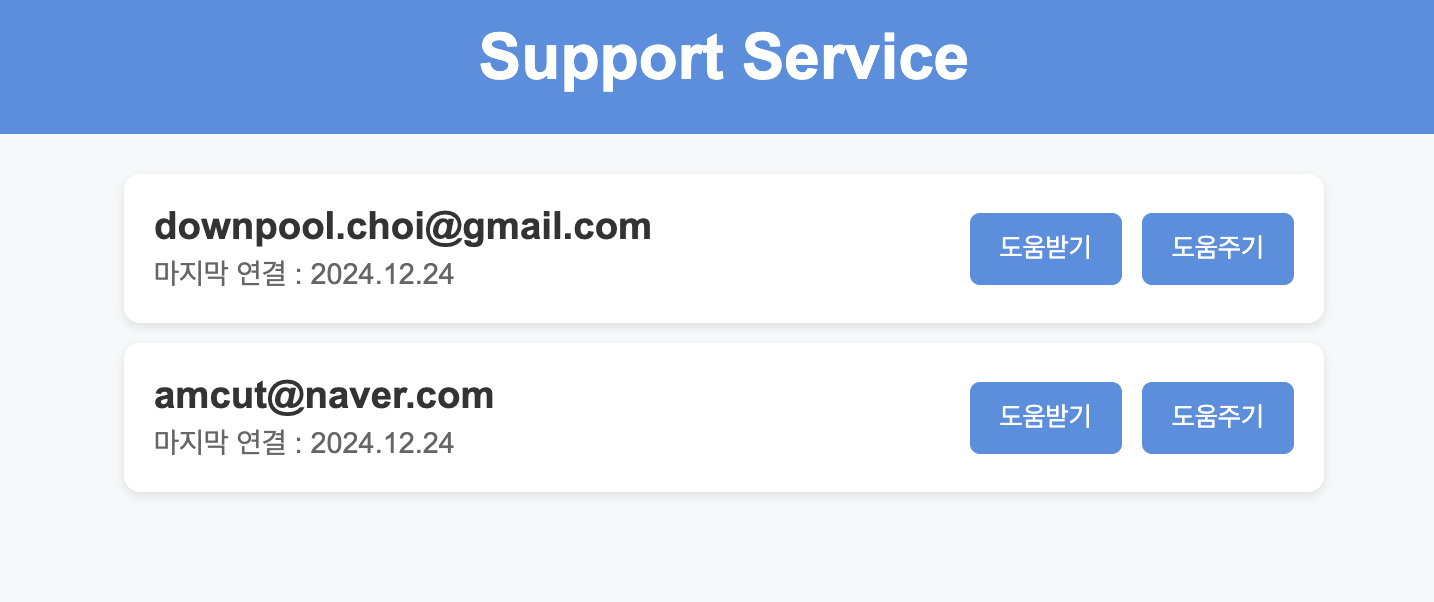 Support Service
downpool.choi@gmail.com
마지막 연결 : 2024.12.24
도움받기 도움주기
amcut@naver.com
마지막 연결 : 2024.12.24
도움받기 도움주기